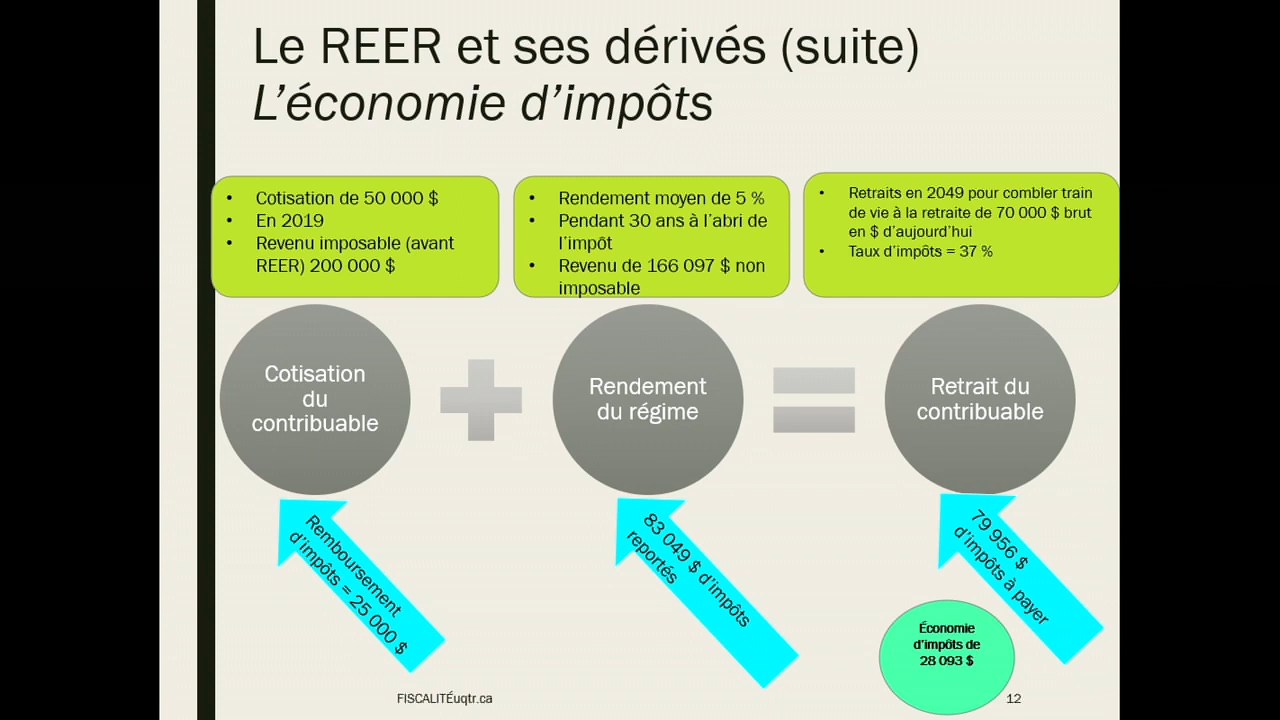 Le REER et ses dérivés (suite)
L’économie d’impôts
• Cotisation de 50 000 $
• En 2019
• Revenu imposable (avant
REER) 200 000 $
• Rendement moyen de 5 %
• Pendant 30 ans à l’abri de
l’impôt
• Revenu de 166 097 $ non
imposable
• Retraits en 2049 pour combler train
de vie à la retraite de 70 000 $ brut
en $ d’aujourd’hui
• Taux d’impôts = 37 %
Cotisation
du
contribuable
Rendement
du régime
Retrait du
contribuable
Remboursement
d’impôts = 25 000 $
83 049 $ d’impôts
reportés
79 956 $
d’impôts à payer
Économie
d’impôts de
28 093 $
FISCALITÉuqtr.ca
12